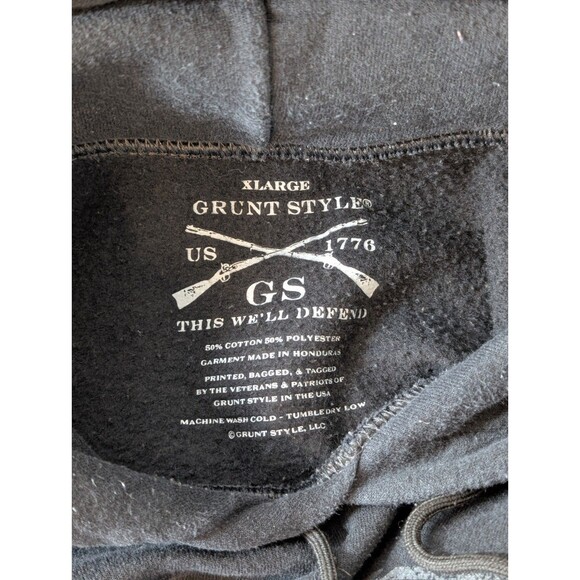 XLARGE
GRUNT STYLE®
US 1776
GS
THIS WE'LL DEFEND
50% COTTON 50% POLYESTER
GARMENT MADE IN HONDURAS
PRINTED, BAGGED, & TAGGED
BY THE VETERANS & PATRIOTS OF
GRUNT STYLE IN THE USA
MACHINE WASH COLD - TUMBLE DRY LOW
© GRUNT STYLE, LLC